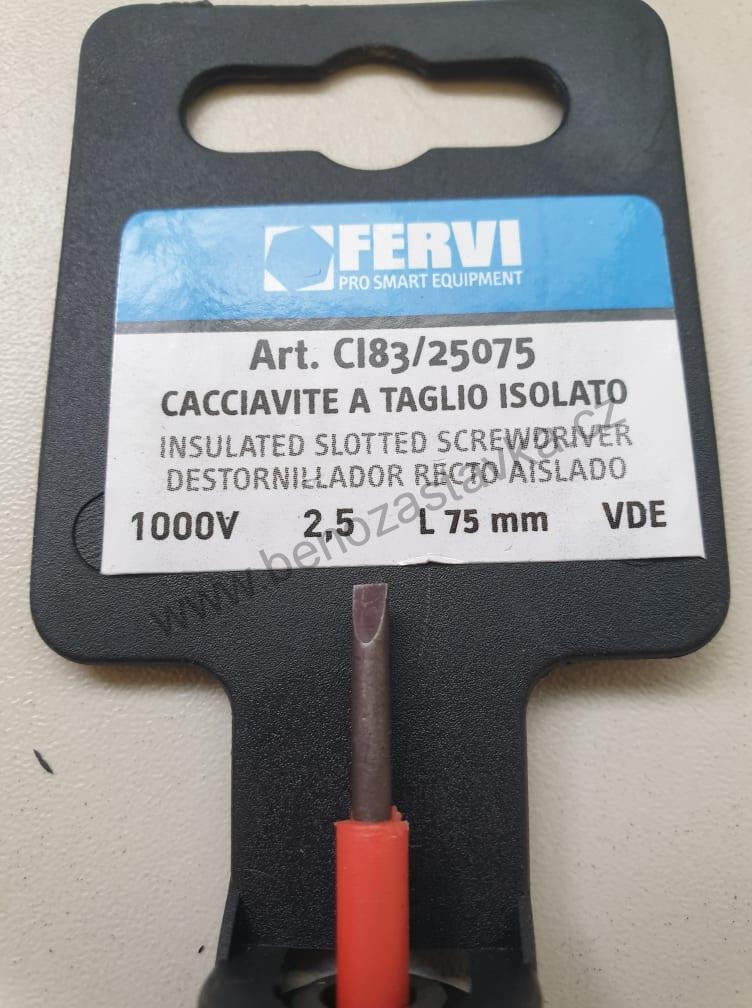 FERVI
PRO SMART EQUIPMENT
Art. CI83/25075
CACCIAVITE A TAGLIO ISOLATO
INSULATED SLOTTED SCREWDRIVER
DESTORNILLADOR RECTO AISLADO
1000V 2,5 L 75 mm VDE
www.benozastavka.cz